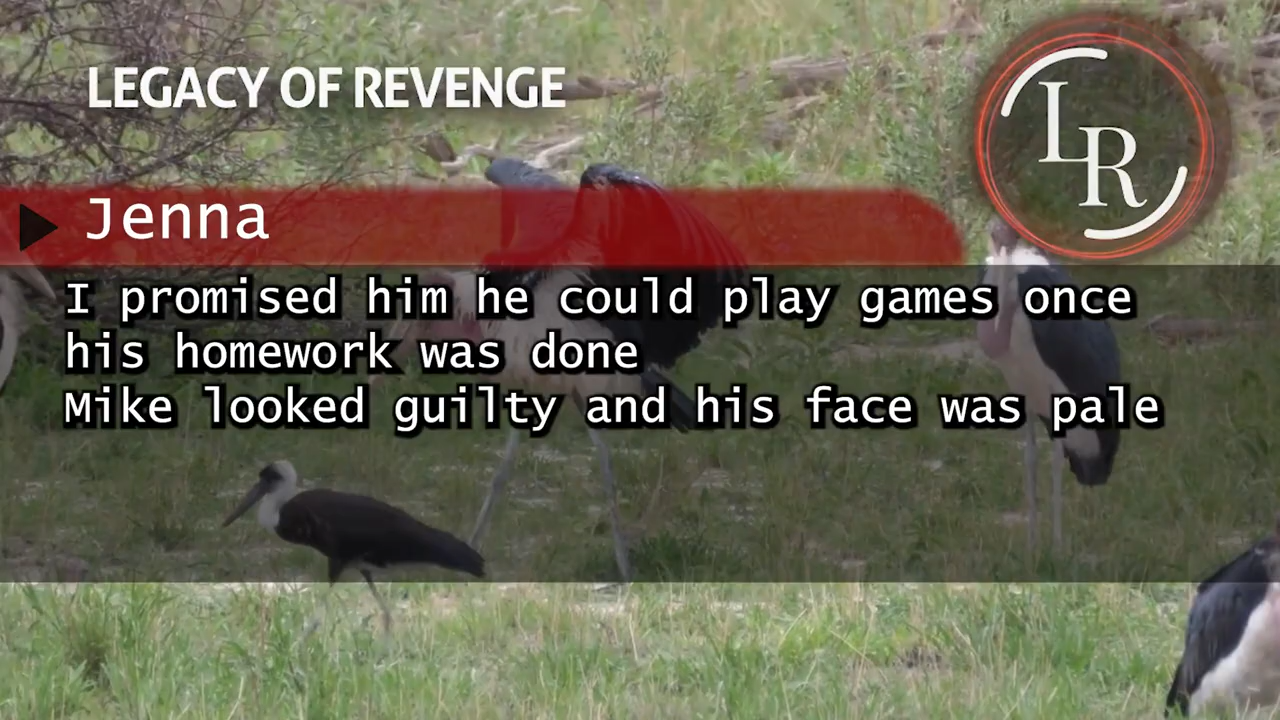 LEGACY OF REVENGE
LR
Jenna
I promised him he could play games once
his homework was done
Mike looked guilty and his face was pale